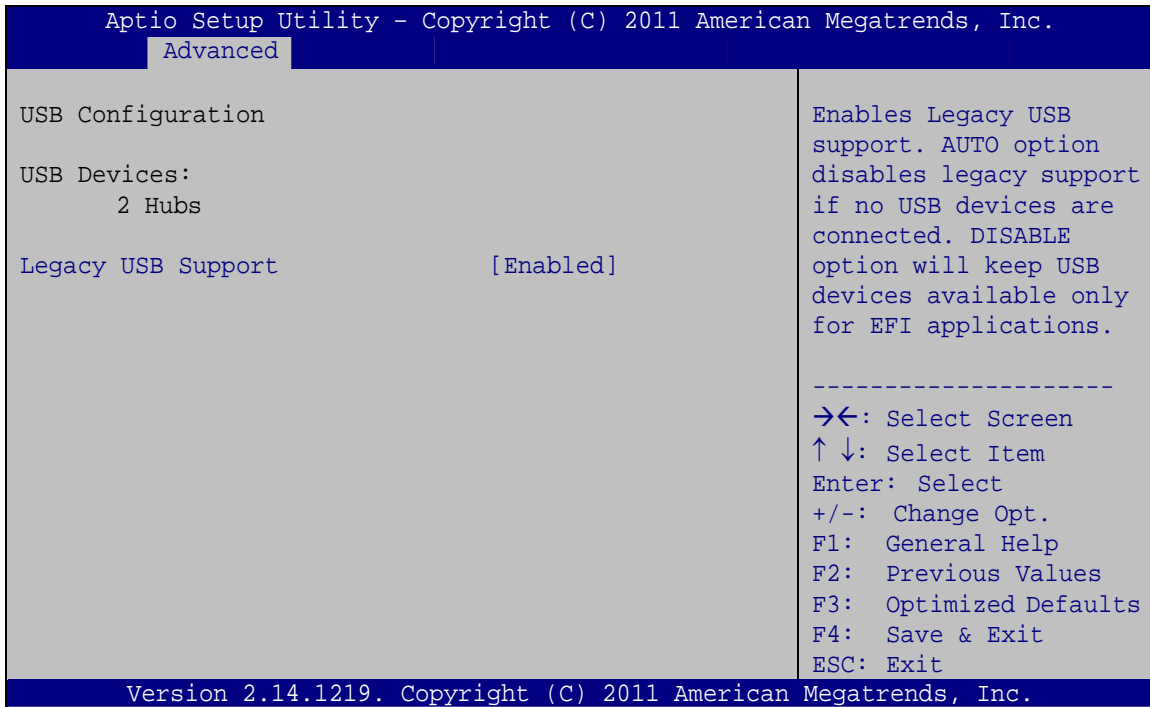 Aptio Setup Utility – Copyright (C) 2011 American Megatrends, Inc.
Advanced
USB Configuration
USB Devices:
2 Hubs
Legacy USB Support [Enabled]
Enables Legacy USB
support. AUTO option
disables legacy support
if no USB devices are
connected. DISABLE
option will keep USB
devices available only
for EFI applications.
---------------------
→←: Select Screen
↑ ↓: Select Item
Enter: Select
+/-: Change Opt.
F1: General Help
F2: Previous Values
F3: Optimized Defaults
F4: Save & Exit
ESC: Exit
Version 2.14.1219. Copyright (C) 2011 American Megatrends, Inc.